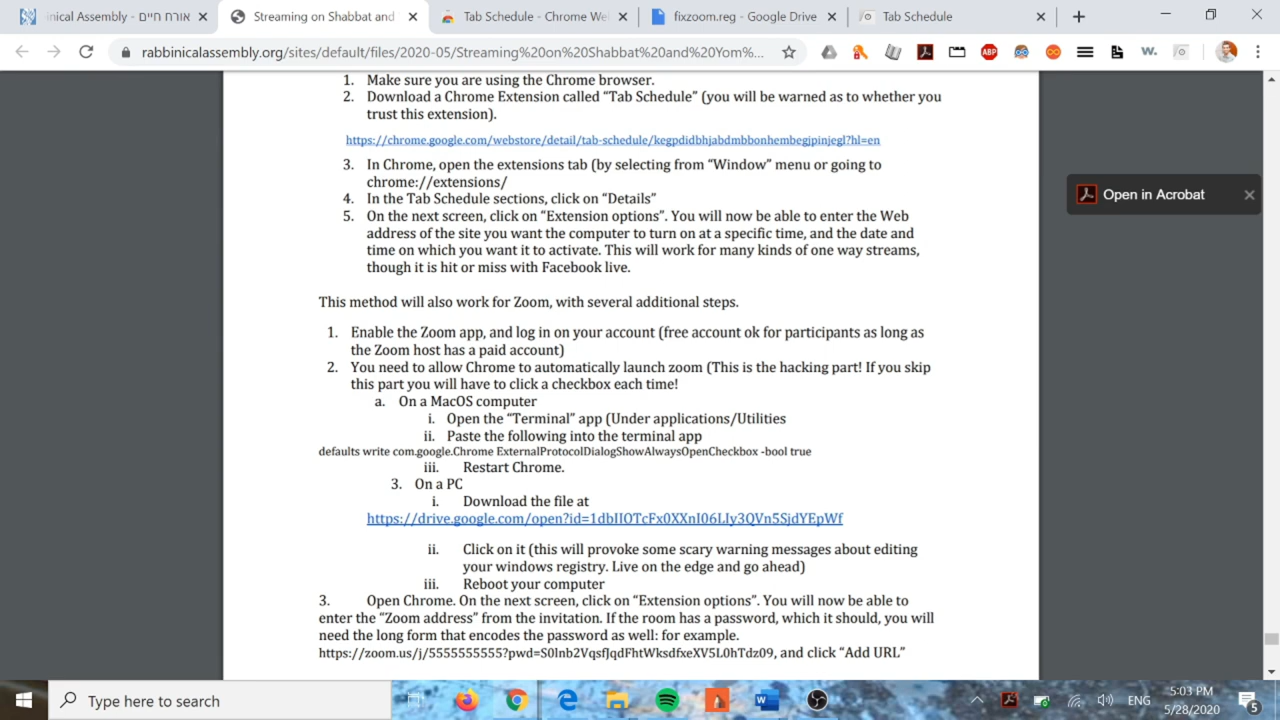 inical Assembly - אורח חיים
Streaming on Shabbat and
Tab Schedule - Chrome We
fixzoom.reg - Google Drive
Tab Schedule
rabbinicalassembly.org/sites/default/files/2020-05/Streaming%20on%20Shabbat%20and%20Yom%...
ABP
w.
1. Make sure you are using the Chrome browser.
2. Download a Chrome Extension called “Tab Schedule” (you will be warned as to whether you
trust this extension).
https://chrome.google.com/webstore/detail/tab-schedule/kegpdidbhjabdmbbonhembegjpinjegl?hl=en
3. In Chrome, open the extensions tab (by selecting from “Window” menu or going to
chrome://extensions/
4. In the Tab Schedule sections, click on “Details”
5. On the next screen, click on “Extension options”. You will now be able to enter the Web
address of the site you want the computer to turn on at a specific time, and the date and
time on which you want it to activate. This will work for many kinds of one way streams,
though it is hit or miss with Facebook live.
Open in Acrobat
This method will also work for Zoom, with several additional steps.
1. Enable the Zoom app, and log in on your account (free account ok for participants as long as
the Zoom host has a paid account)
2. You need to allow Chrome to automatically launch zoom (This is the hacking part! If you skip
this part you will have to click a checkbox each time!
a. On a MacOS computer
i. Open the “Terminal” app (Under applications/Utilities
ii. Paste the following into the terminal app
defaults write com.google.Chrome ExternalProtocolDialogShowAlwaysOpenCheckbox -bool true
iii. Restart Chrome.
3. On a PC
i. Download the file at
https://drive.google.com/open?id=1dbIIOTcFx0XXnI06LIy3QVn5SjdYEpWf
ii. Click on it (this will provoke some scary warning messages about editing
your windows registry. Live on the edge and go ahead)
iii. Reboot your computer
3. Open Chrome. On the next screen, click on “Extension options”. You will now be able to
enter the “Zoom address” from the invitation. If the room has a password, which it should, you will
need the long form that encodes the password as well: for example.
https://zoom.us/j/5555555555?pwd=S0lnb2VqsfJqdFhtWksdfxeXV5L0hTdz09, and click “Add URL”
Type here to search
ENG
5:03 PM
5/28/2020
5